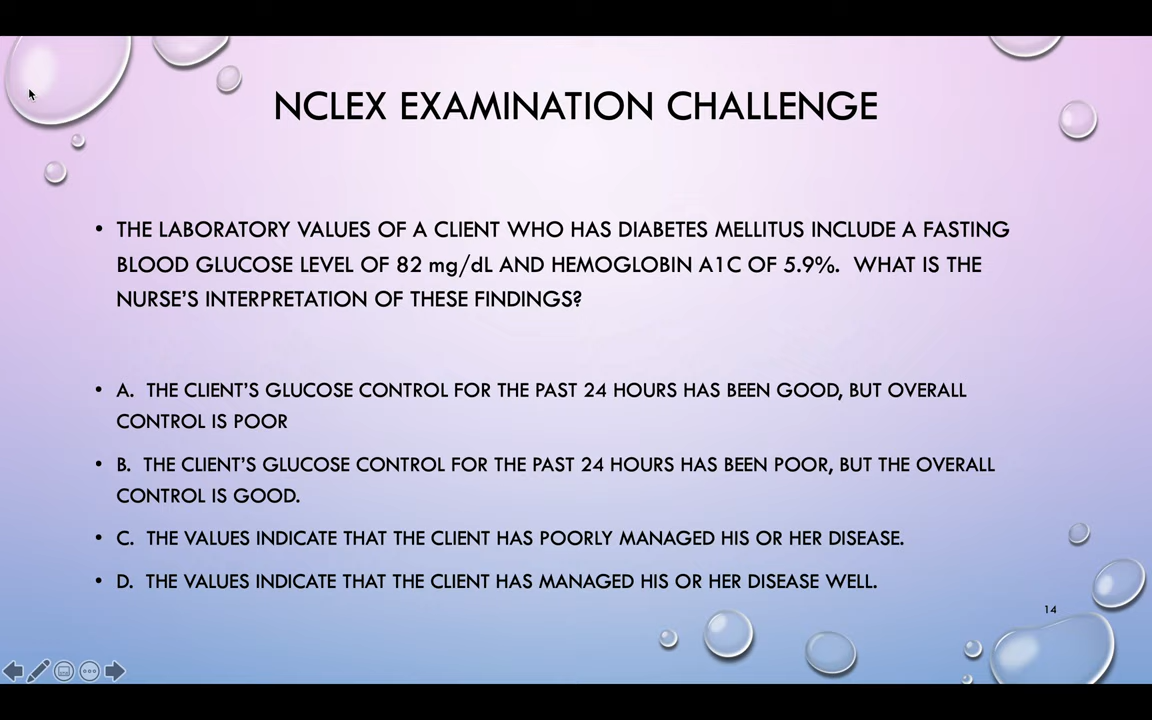 NCLEX EXAMINATION CHALLENGE
• THE LABORATORY VALUES OF A CLIENT WHO HAS DIABETES MELLITUS INCLUDE A FASTING
BLOOD GLUCOSE LEVEL OF 82 mg/dL AND HEMOGLOBIN A1C OF 5.9%. WHAT IS THE
NURSE'S INTERPRETATION OF THESE FINDINGS?
• A. THE CLIENT'S GLUCOSE CONTROL FOR THE PAST 24 HOURS HAS BEEN GOOD, BUT OVERALL
CONTROL IS POOR
• B. THE CLIENT'S GLUCOSE CONTROL FOR THE PAST 24 HOURS HAS BEEN POOR, BUT THE OVERALL
CONTROL IS GOOD.
• C. THE VALUES INDICATE THAT THE CLIENT HAS POORLY MANAGED HIS OR HER DISEASE.
• D. THE VALUES INDICATE THAT THE CLIENT HAS MANAGED HIS OR HER DISEASE WELL.
14